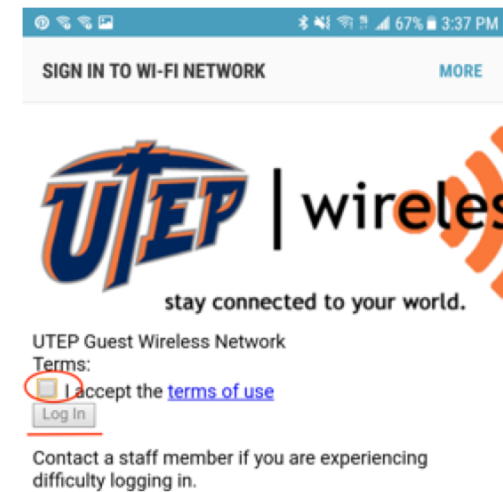 67% 3:37 PM
SIGN IN TO WI-FI NETWORK MORE
UTEP | wireles
stay connected to your world.
UTEP Guest Wireless Network
Terms:
I accept the terms of use
Log In
Contact a staff member if you are experiencing
difficulty logging in.